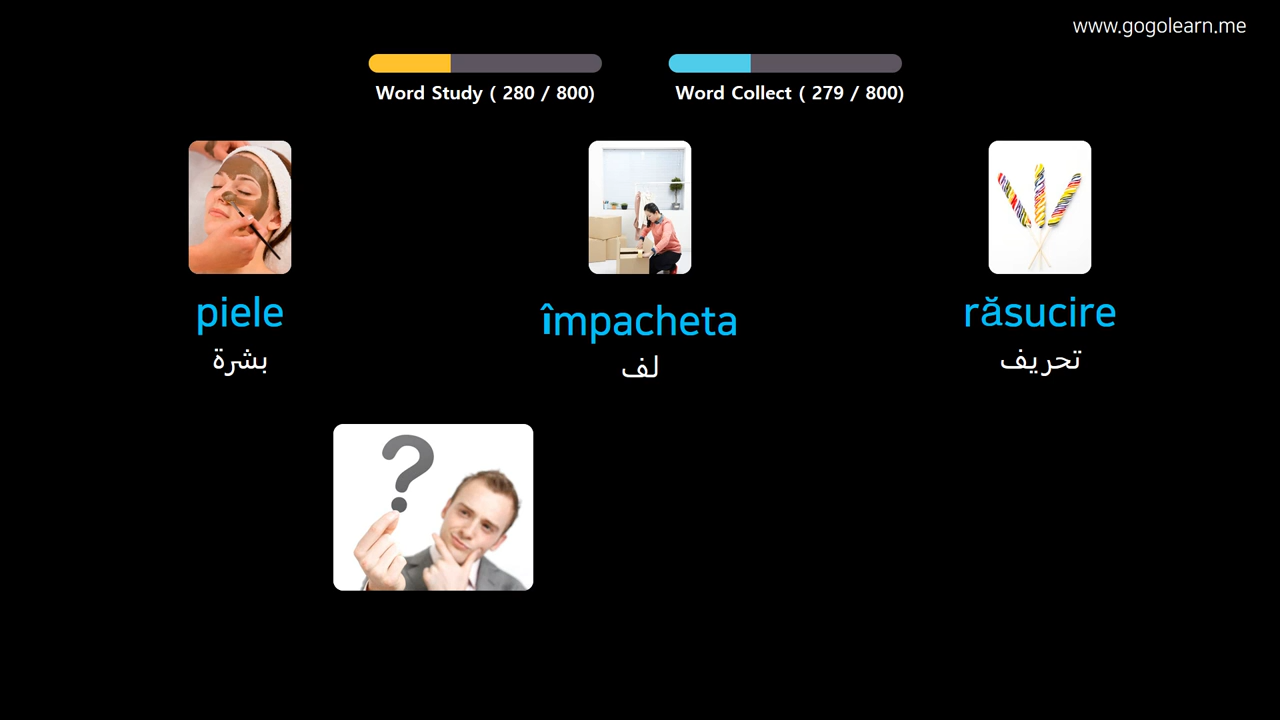 www.gogolearn.me
Word Study ( 280 / 800)
Word Collect ( 279 / 800)
piele
بشرة
împacheta
لف
răsucire
تحريف
?